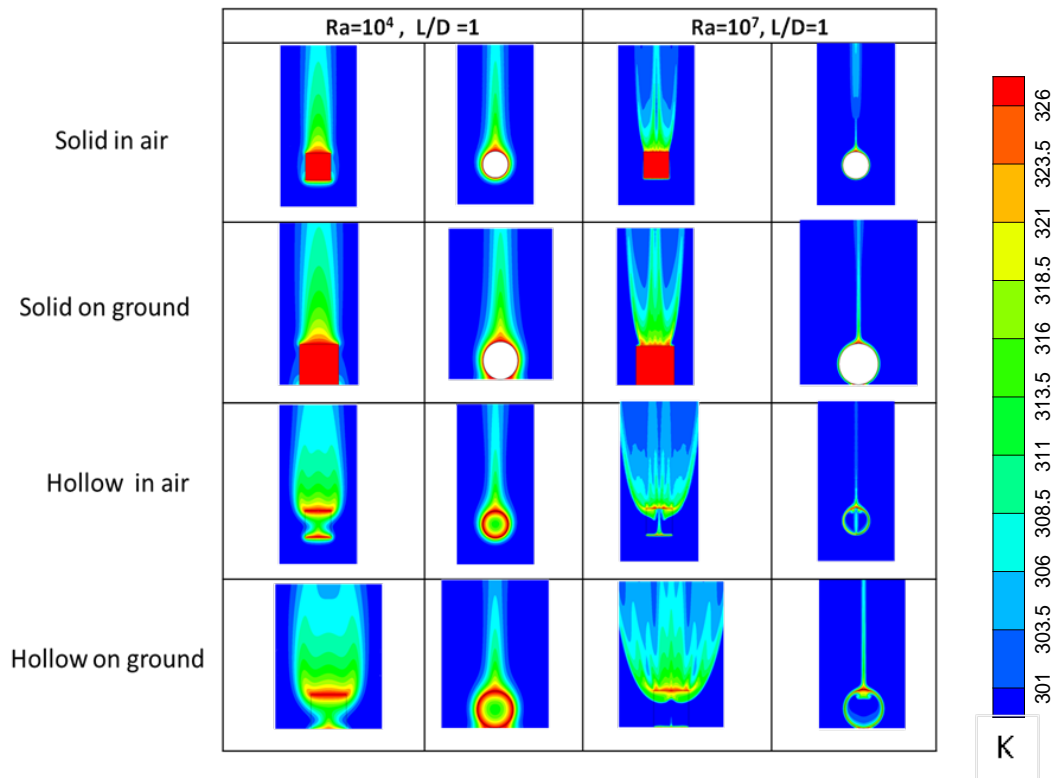 Ra=10⁴ , L/D =1
Ra=10⁷, L/D=1
Solid in air
Solid on ground
Hollow in air
Hollow on ground
326
323.5
321
318.5
316
313.5
311
308.5
306
303.5
301
K